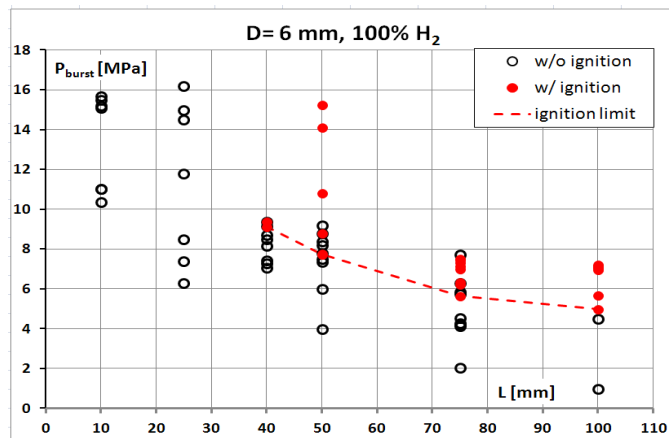 D= 6 mm, 100% H₂
P_burst [MPa]
w/o ignition
w/ ignition
ignition limit
18
16
14
12
10
8
6
4
2
0
L [mm]
0 10 20 30 40 50 60 70 80 90 100 110